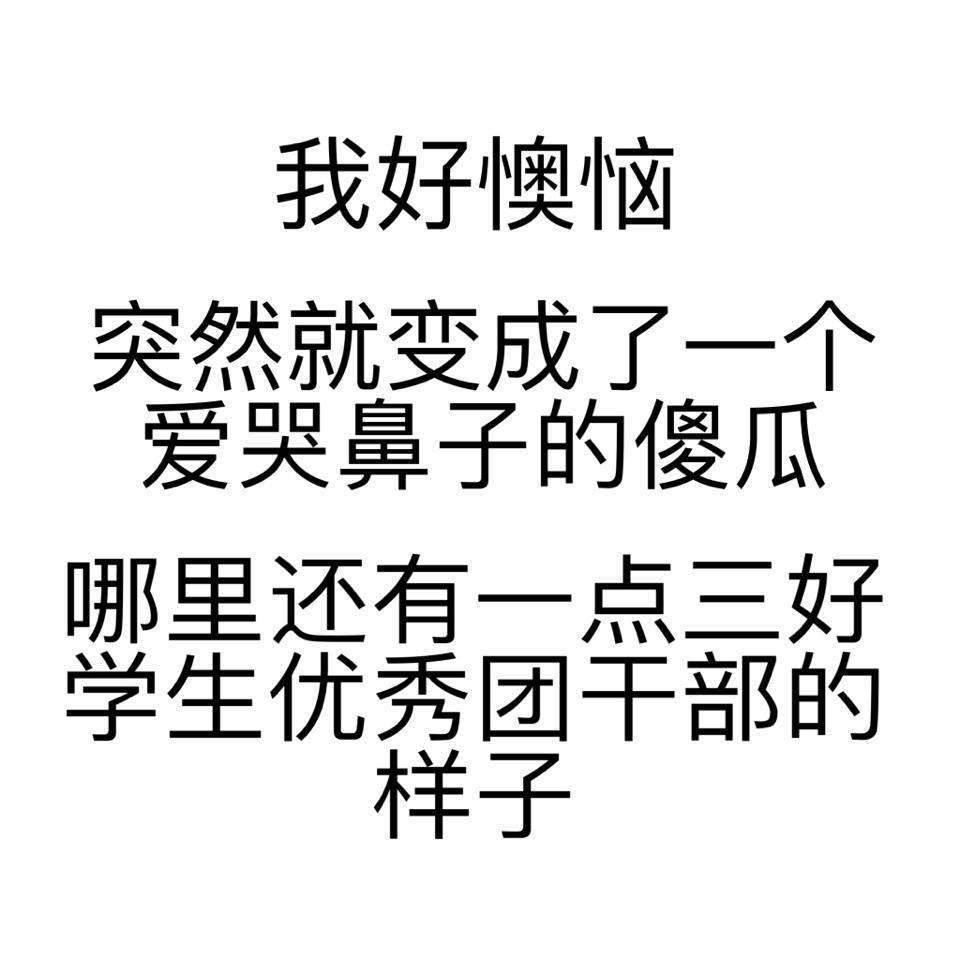 我好懊恼
突然就变成了一个
爱哭鼻子的傻瓜
哪里还有一点三好
学生优秀团干部的
样子